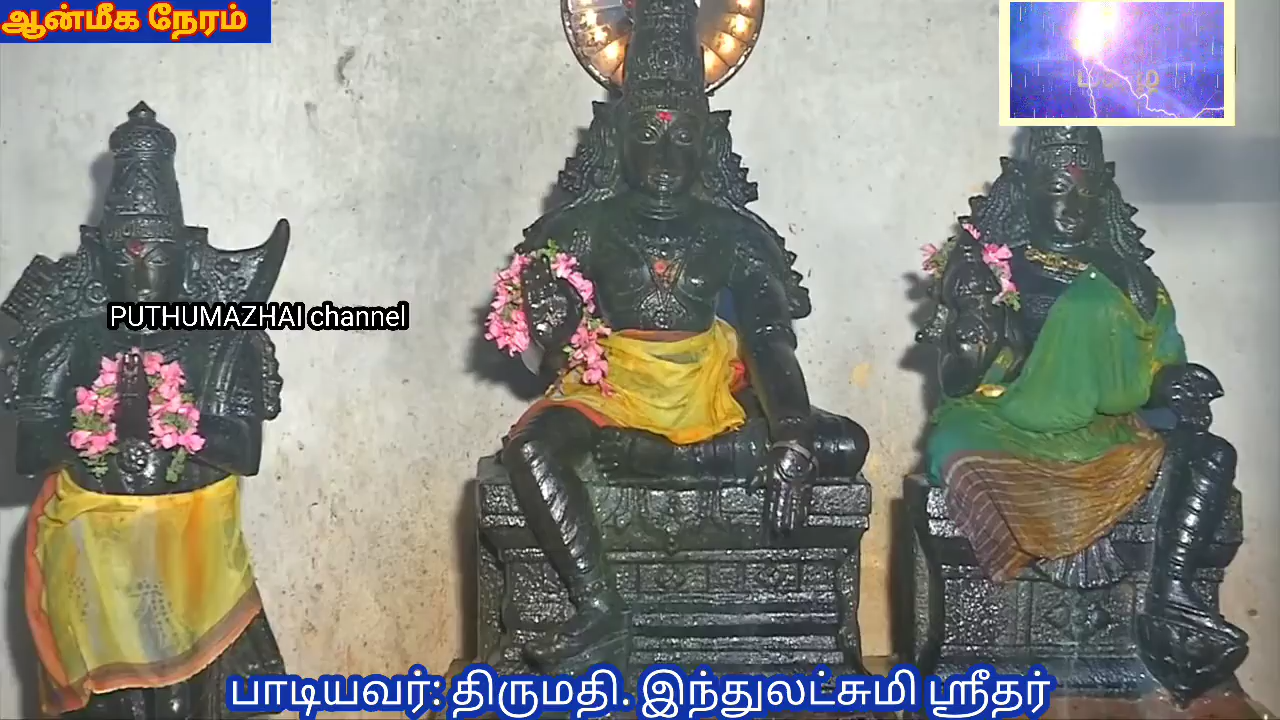 ஆன்மீக நேரம்
PUTHUMAZHAI channel
பாடியவர்: திருமதி. இந்துலட்சுமி ஸ்ரீதர்